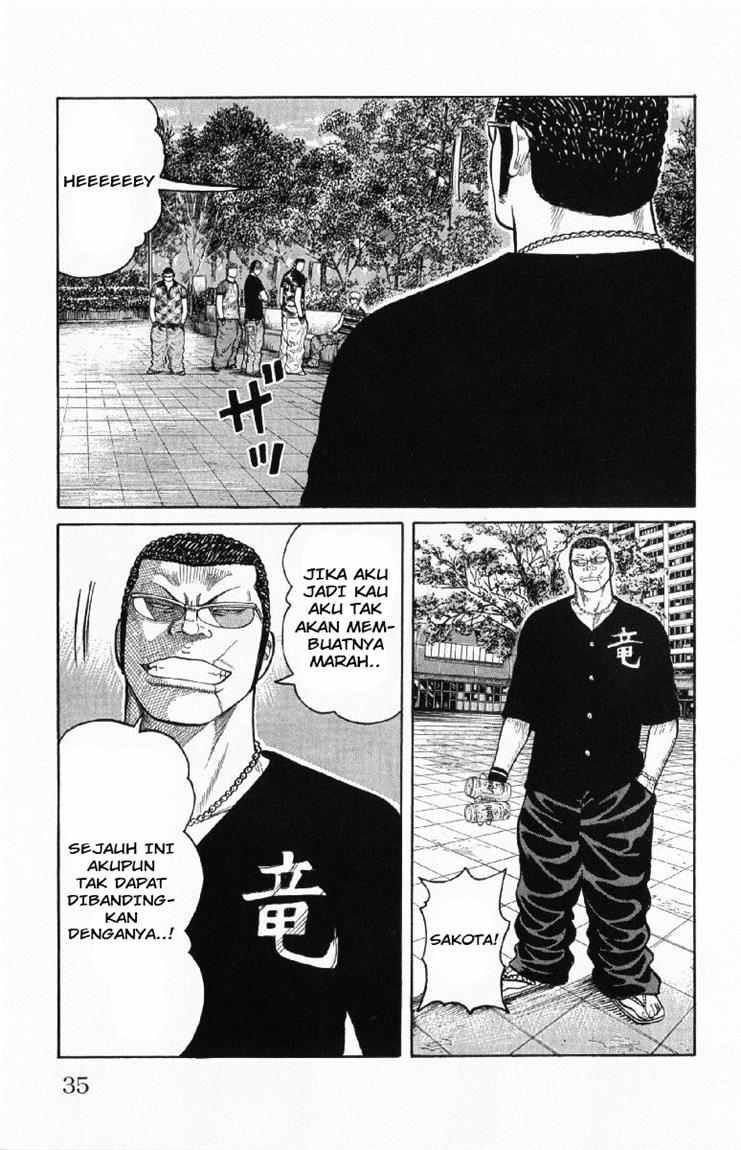 HEEEEEEY
ザッ
SAKOTA!
竜
JIKA AKU
JADI KAU
AKU TAK
AKAN MEM-
BUATNYA
MARAH..
SEJAUH INI
AKUPUN
TAK DAPAT
DIBANDING-
KAN
DENGANYA..!
竜
35